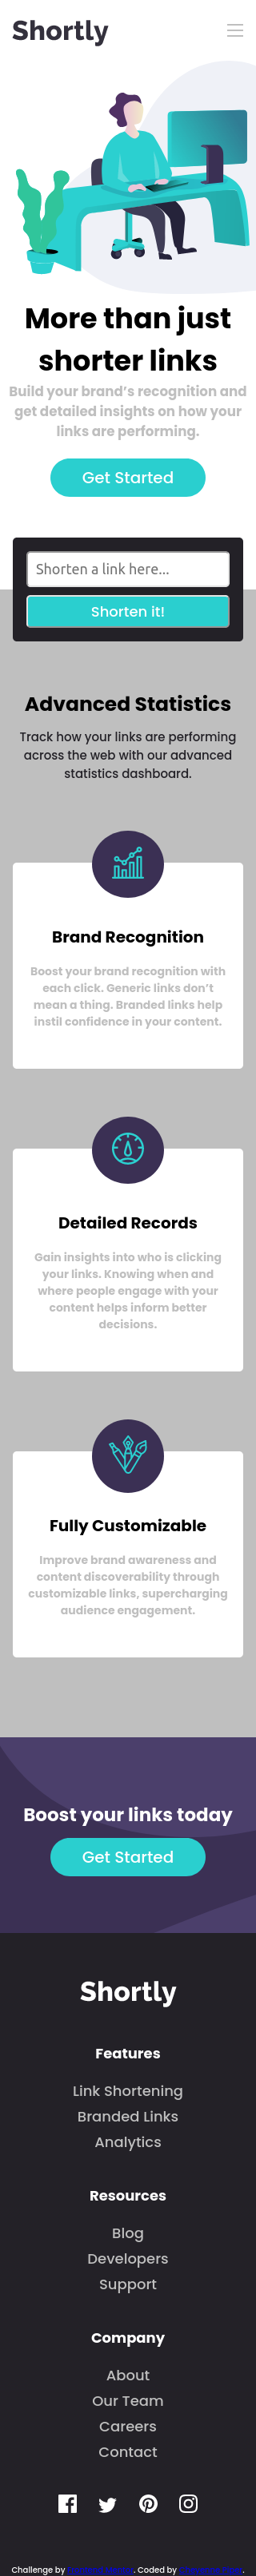 Shortly
More than just
shorter links
Build your brand’s recognition and
get detailed insights on how your
links are performing.
Get Started
Shorten a link here...
Shorten it!
Advanced Statistics
Track how your links are performing
across the web with our advanced
statistics dashboard.
Brand Recognition
Boost your brand recognition with
each click. Generic links don’t
mean a thing. Branded links help
instil confidence in your content.
Detailed Records
Gain insights into who is clicking
your links. Knowing when and
where people engage with your
content helps inform better
decisions.
Fully Customizable
Improve brand awareness and
content discoverability through
customizable links, supercharging
audience engagement.
Boost your links today
Get Started
Shortly
Features
Link Shortening
Branded Links
Analytics
Resources
Blog
Developers
Support
Company
About
Our Team
Careers
Contact
Challenge by . Coded by .